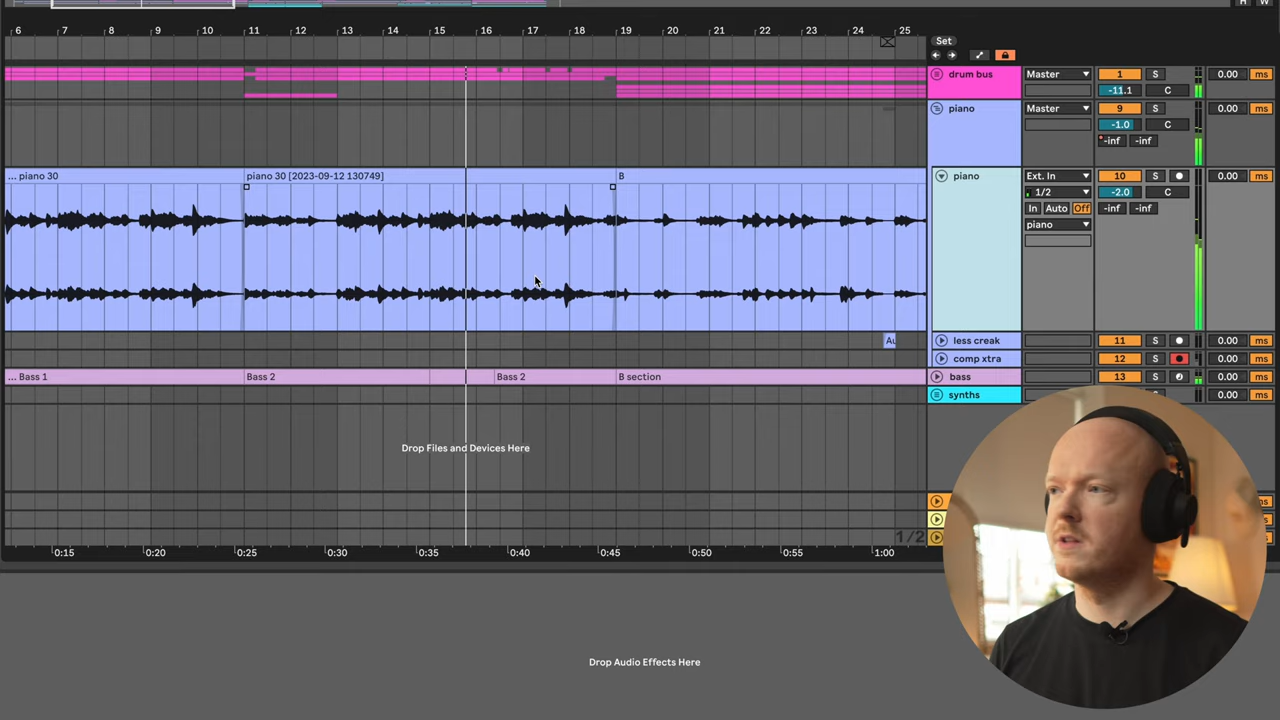 H W
6 7 8 9 10 11 12 13 14 15 16 17 18 19 20 21 22 23 24 25
Set
drum bus Master 1 S 0.00 ms
-11.1 C
piano Master 9 S 0.00 ms
-1.0 C
-inf -inf
... piano 30 piano 30 [2023-09-12 130749] B piano Ext. In 10 S 0.00 ms
1/2 -2.0 C
In Auto Off -inf -inf
piano
Au less creak 11 S 0.00 ms
comp xtra 12 S 0.00 ms
... Bass 1 Bass 2 Bass 2 B section bass 13 S 0.00 ms
synths 0.00 ms
Drop Files and Devices Here
1/2
0:15 0:20 0:25 0:30 0:35 0:40 0:45 0:50 0:55 1:00
Drop Audio Effects Here